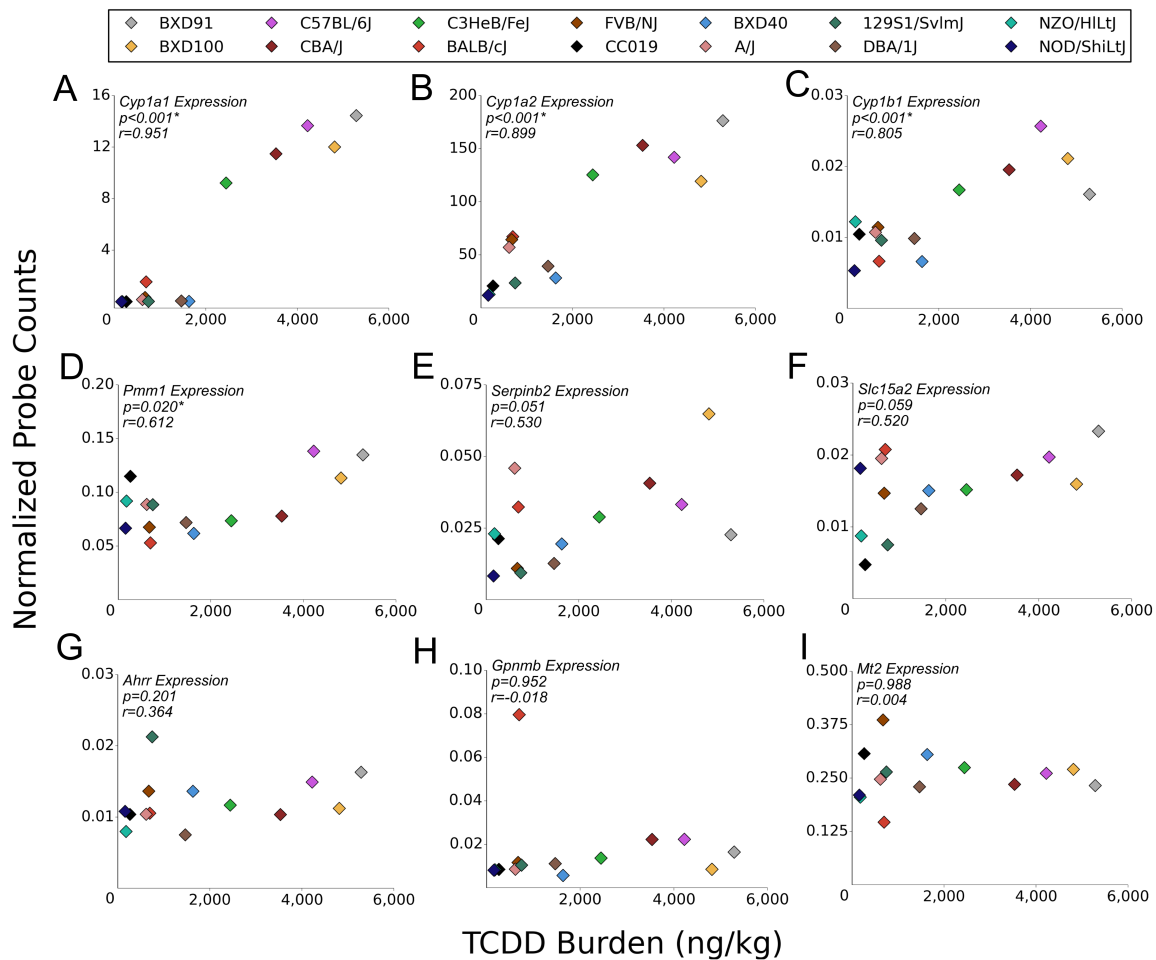 BXD91 C57BL/6J C3HeB/FeJ FVB/NJ BXD40 129S1/SvlmJ NZO/HlLtJ
BXD100 CBA/J BALB/cJ CC019 A/J DBA/1J NOD/ShiLtJ
Normalized Probe Counts
A
Cyp1a1 Expression
p<0.001*
r=0.951
16
12
8
4
0 2,000 4,000 6,000
B
Cyp1a2 Expression
p<0.001*
r=0.899
200
150
100
50
0 2,000 4,000 6,000
C
Cyp1b1 Expression
p<0.001*
r=0.805
0.03
0.02
0.01
0 2,000 4,000 6,000
D
Pmm1 Expression
p=0.020*
r=0.612
0.20
0.15
0.10
0.05
0 2,000 4,000 6,000
E
Serpinb2 Expression
p=0.051
r=0.530
0.075
0.050
0.025
0 2,000 4,000 6,000
F
Slc15a2 Expression
p=0.059
r=0.520
0.03
0.02
0.01
0 2,000 4,000 6,000
G
Ahrr Expression
p=0.201
r=0.364
0.03
0.02
0.01
0 2,000 4,000 6,000
H
Gpnmb Expression
p=0.952
r=-0.018
0.10
0.08
0.06
0.04
0.02
2,000 4,000 6,000
I
Mt2 Expression
p=0.988
r=0.004
0.500
0.375
0.250
0.125
0 2,000 4,000 6,000
TCDD Burden (ng/kg)